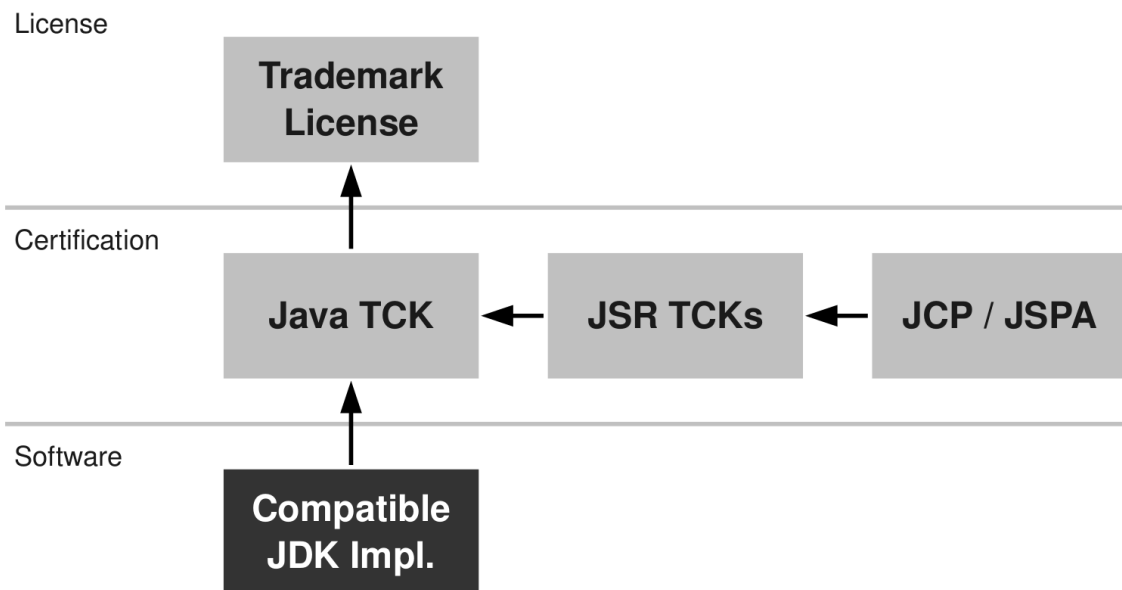 License
Trademark
License
Certification
Java TCK
JSR TCKs
JCP / JSPA
Software
Compatible
JDK Impl.